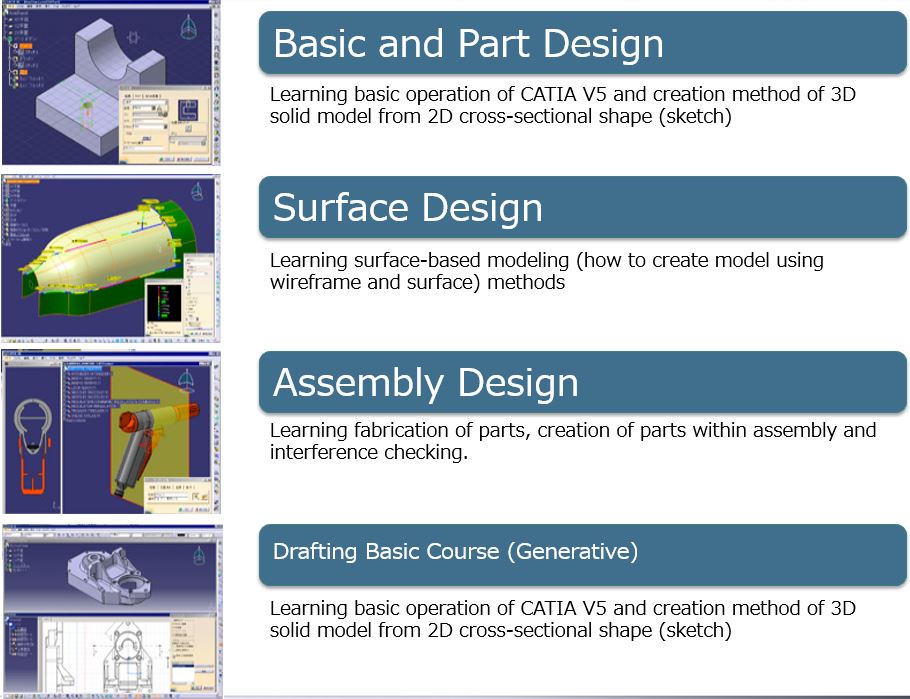 Basic and Part Design
Learning basic operation of CATIA V5 and creation method of 3D
solid model from 2D cross-sectional shape (sketch)
Surface Design
Learning surface-based modeling (how to create model using
wireframe and surface) methods
Assembly Design
Learning fabrication of parts, creation of parts within assembly and
interference checking.
Drafting Basic Course (Generative)
Learning basic operation of CATIA V5 and creation method of 3D
solid model from 2D cross-sectional shape (sketch)